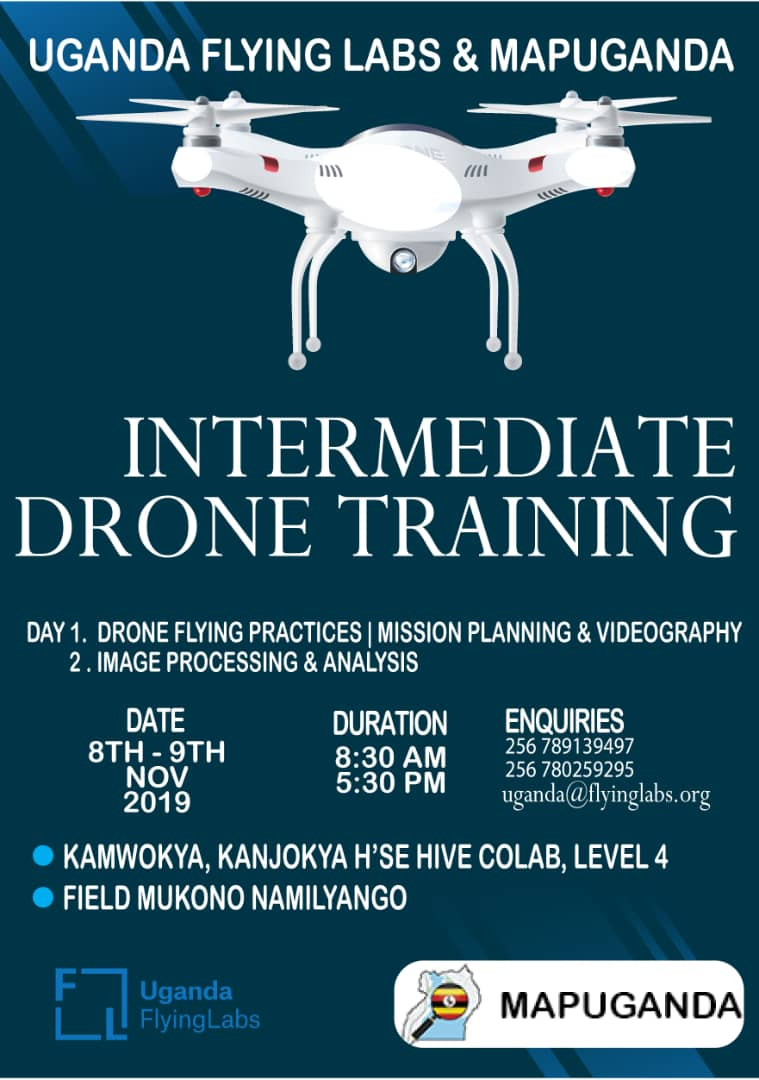 UGANDA FLYING LABS & MAPUGANDA
INTERMEDIATE
DRONE TRAINING
DAY 1. DRONE FLYING PRACTICES | MISSION PLANNING & VIDEOGRAPHY
2 . IMAGE PROCESSING & ANALYSIS
DATE
8TH - 9TH
NOV
2019
DURATION
8:30 AM
5:30 PM
ENQUIRIES
256 789139497
256 780259295
uganda@flyinglabs.org
KAMWOKYA, KANJOKYA H'SE HIVE COLAB, LEVEL 4
FIELD MUKONO NAMILYANGO
FL
Uganda
FlyingLabs
MAPUGANDA